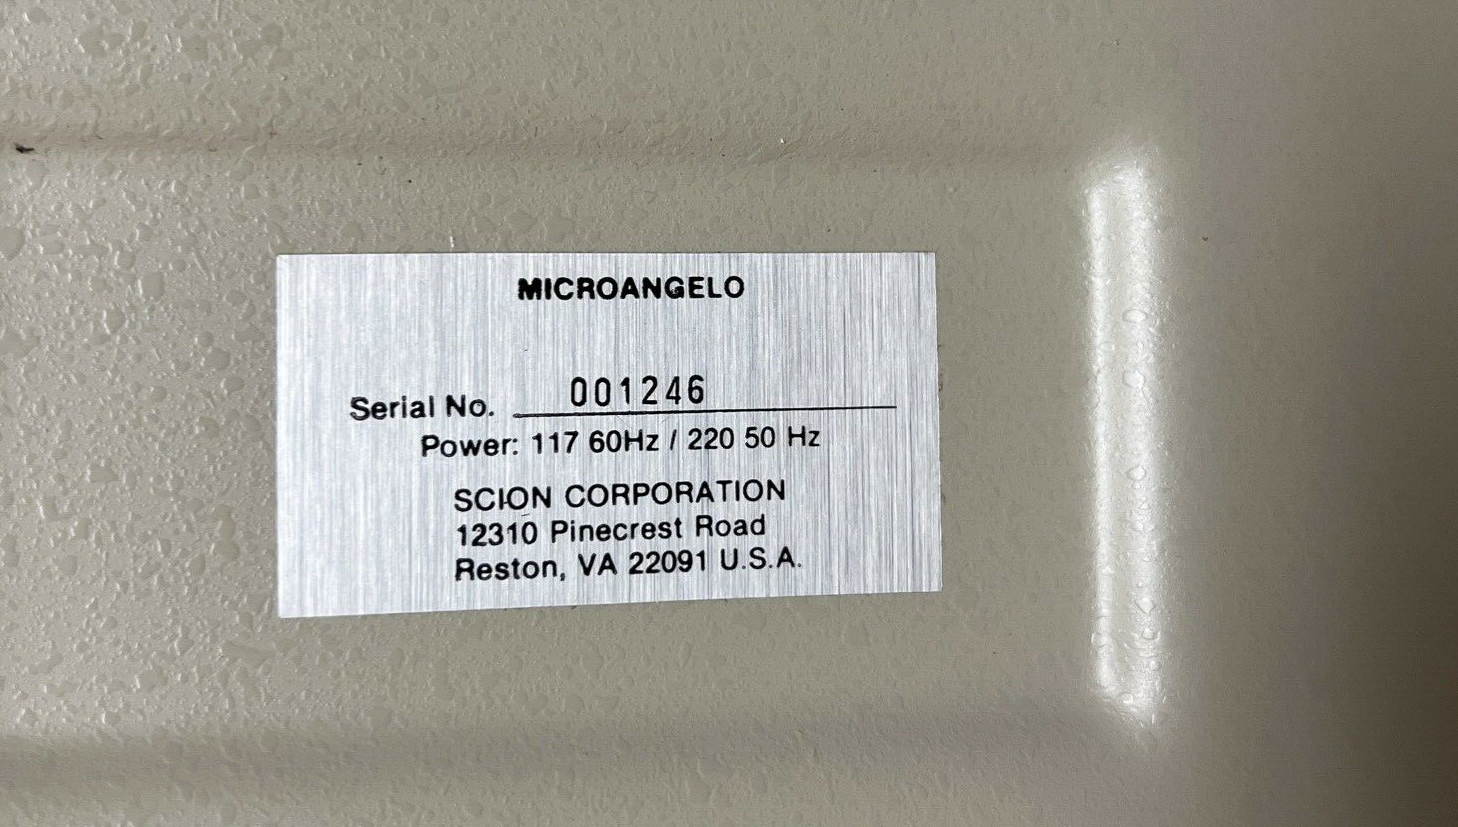 MICROANGELO
Serial No. 001246
Power: 117 60Hz / 220 50 Hz
SCION CORPORATION
12310 Pinecrest Road
Reston, VA 22091 U.S.A.